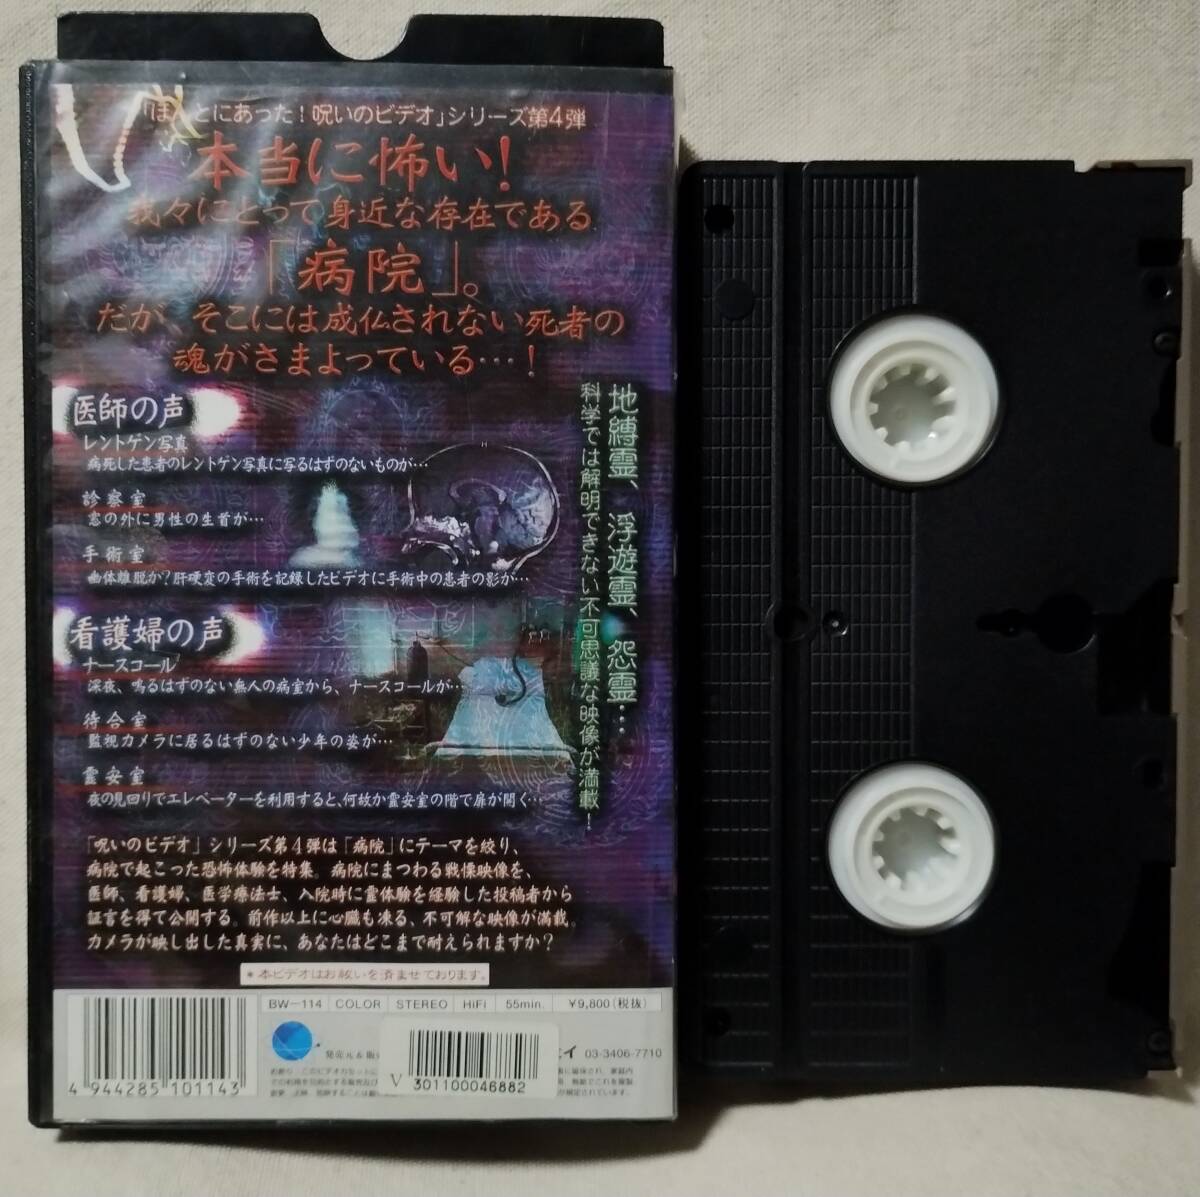 「ほんとにあった！呪いのビデオ」シリーズ第4弾
本当に怖い！
我々にとって身近な存在である
「病院」。
だが、そこには成仏されない死者の
魂がさまよっている…！
地縛霊、浮遊霊、怨霊…
科学では解明できない不可思議な映像が満載！
医師の声
レントゲン写真
病死した患者のレントゲン写真に写るはずのないものが…
診察室
窓の外に男性の生首が…
手術室
幽体離脱か？肝硬変の手術を記録したビデオに手術中の患者の影が…
看護婦の声
ナースコール
深夜、鳴るはずのない無人の病室から、ナースコールが…
待合室
監視カメラに居るはずのない少年の姿が…
霊安室
夜の見回りでエレベーターを利用すると、何故か霊安室の階で扉が開く…
「呪いのビデオ」シリーズ第4弾は「病院」にテーマを絞り、
病院で起こった恐怖体験を特集。病院にまつわる戦慄映像を、
医師、看護婦、医学療法士、入院時に霊体験を経験した投稿者から
証言を得て公開する。前作以上に心臓も凍る、不可解な映像が満載。
カメラが映し出した真実に、あなたはどこまで耐えられますか？
＊本ビデオはお祓いを済ませております。
BW-114 COLOR STEREO HiFi 55min. ¥9,800(税抜)
発売元&販 イ 03-3406-7710
4 944285 101143
V 301100046882